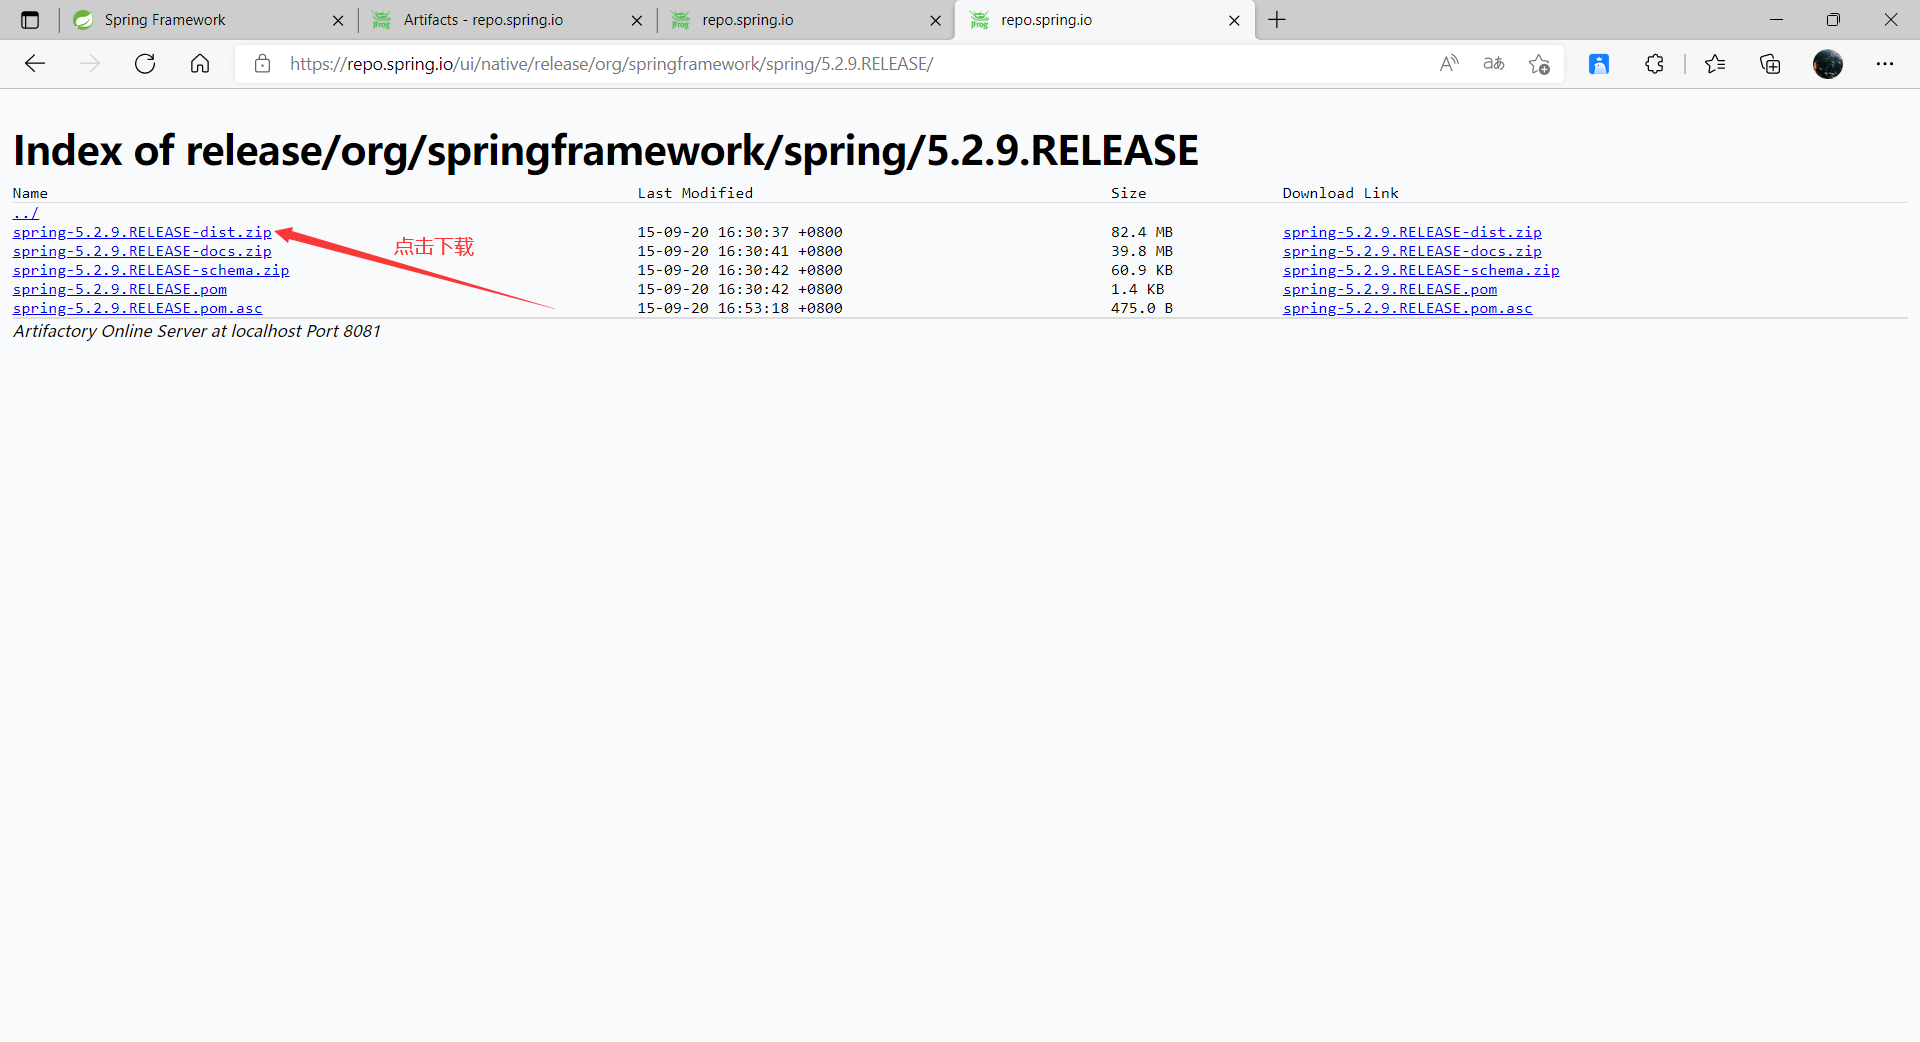 Spring Framework
Artifacts - repo.spring.io
repo.spring.io
repo.spring.io
https://repo.spring.io/ui/native/release/org/springframework/spring/5.2.9.RELEASE/
Index of release/org/springframework/spring/5.2.9.RELEASE
Name Last Modified Size Download Link
../
spring-5.2.9.RELEASE-dist.zip 15-09-20 16:30:37 +0800 82.4 MB spring-5.2.9.RELEASE-dist.zip
点击下载
spring-5.2.9.RELEASE-docs.zip 15-09-20 16:30:41 +0800 39.8 MB spring-5.2.9.RELEASE-docs.zip
spring-5.2.9.RELEASE-schema.zip 15-09-20 16:30:42 +0800 60.9 KB spring-5.2.9.RELEASE-schema.zip
spring-5.2.9.RELEASE.pom 15-09-20 16:30:42 +0800 1.4 KB spring-5.2.9.RELEASE.pom
spring-5.2.9.RELEASE.pom.asc 15-09-20 16:53:18 +0800 475.0 B spring-5.2.9.RELEASE.pom.asc
Artifactory Online Server at localhost Port 8081